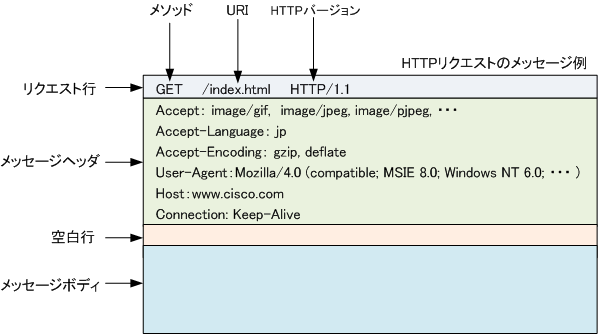 メソッド URI HTTPバージョン
HTTPリクエストのメッセージ例
リクエスト行 GET /index.html HTTP/1.1
Accept: image/gif, image/jpeg, image/pjpeg, ・・・
Accept-Language: jp
メッセージヘッダ Accept-Encoding: gzip, deflate
User-Agent: Mozilla/4.0 (compatible; MSIE 8.0; Windows NT 6.0; ・・・ )
Host: www.cisco.com
Connection: Keep-Alive
空白行
メッセージボディ